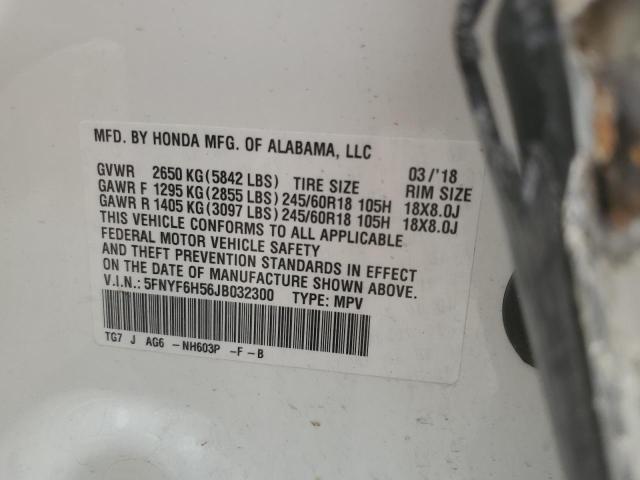 MFD. BY HONDA MFG. OF ALABAMA, LLC
GVWR 2650 KG(5842 LBS) TIRE SIZE 03/'18 RIM SIZE
GAWR F 1295 KG(2855 LBS)245/60R18 105H 18X8.0J
GAWR R 1405 KG(3097 LBS)245/60R18 105H 18X8.0J
THIS VEHICLE CONFORMS TO ALL APPLICABLE
FEDERAL MOTOR VEHICLE SAFETY
AND THEFT PREVENTION STANDARDS IN EFFECT
ON THE DATE OF MANUFACTURE SHOWN ABOVE.
V.I.N.: 5FNYF6H56JB032300 TYPE: MPV
TG7 J AG6 -NH603P -F-B